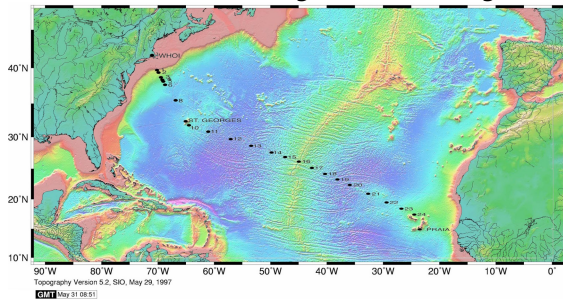 WHOI
8
ST. GEORGES
10
11
12
13
14
15
16
17
18
19
20
21
22
23
24
PRAIA
40°N
30°N
20°N
10°N
90°W 80°W 70°W 60°W 50°W 40°W 30°W 20°W 10°W 0°
Topography Version 5.2, SIO, May 29, 1997
GMT May 31 08:51